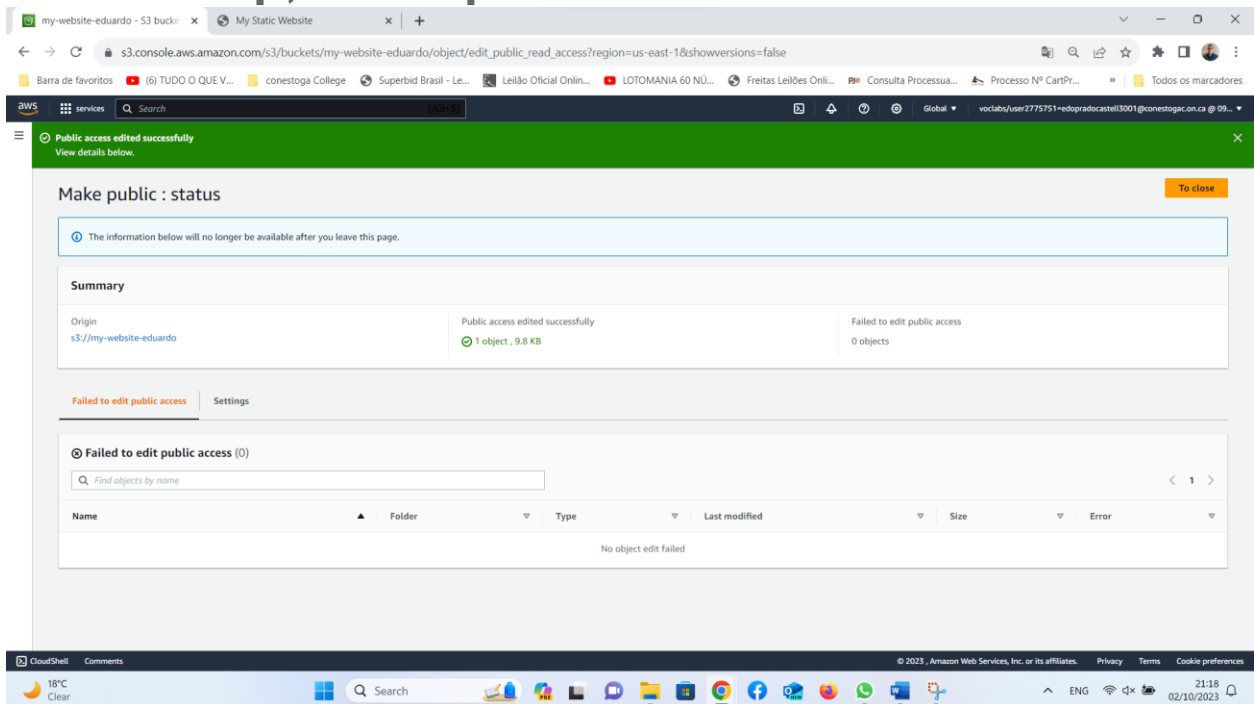 my-website-eduardo - S3 bucke
My Static Website
s3.console.aws.amazon.com/s3/buckets/my-website-eduardo/object/edit_public_read_access?region=us-east-1&showversions=false
Barra de favoritos (6) TUDO O QUE V... conestoga College Superbid Brasil - Le... Leilão Oficial Onlin... LOTOMANIA 60 NÚ... Freitas Leilões Onli... Consulta Processua... Processo Nº CartPr... » Todos os marcadores
aws services Search [Alt+S] Global voclabs/user2775751=edopradocastell3001@conestogac.on.ca @ 09...
Public access edited successfully
View details below.
Make public : status
To close
The information below will no longer be available after you leave this page.
Summary
Origin
s3://my-website-eduardo
Public access edited successfully
1 object , 9.8 KB
Failed to edit public access
0 objects
Failed to edit public access Settings
Failed to edit public access (0)
Find objects by name
1
Name Folder Type Last modified Size Error
No object edit failed
CloudShell Comments © 2023 , Amazon Web Services, Inc. or its affiliates. Privacy Terms Cookie preferences
18°C
Clear
Search
PRE
NEW
ENG
21:18
02/10/2023